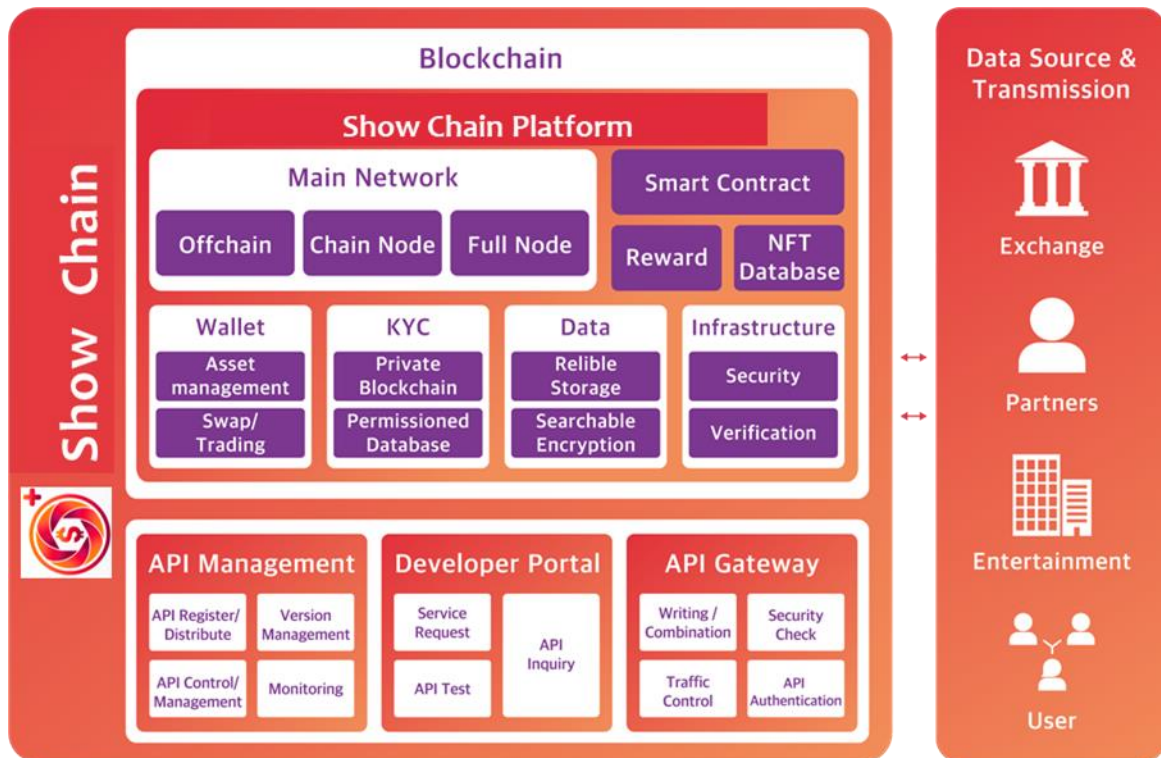 Show Chain
Blockchain
Show Chain Platform
Main Network
Offchain
Chain Node
Full Node
Smart Contract
Reward
NFT
Database
Wallet
Asset
management
Swap/
Trading
KYC
Private
Blockchain
Permissioned
Database
Data
Relible
Storage
Searchable
Encryption
Infrastructure
Security
Verification
API Management
API Register/
Distribute
Version
Management
API Control/
Management
Monitoring
Developer Portal
Service
Request
API Test
API
Inquiry
API Gateway
Writing /
Combination
Security
Check
Traffic
Control
API
Authentication
Data Source &
Transmission
Exchange
Partners
Entertainment
User